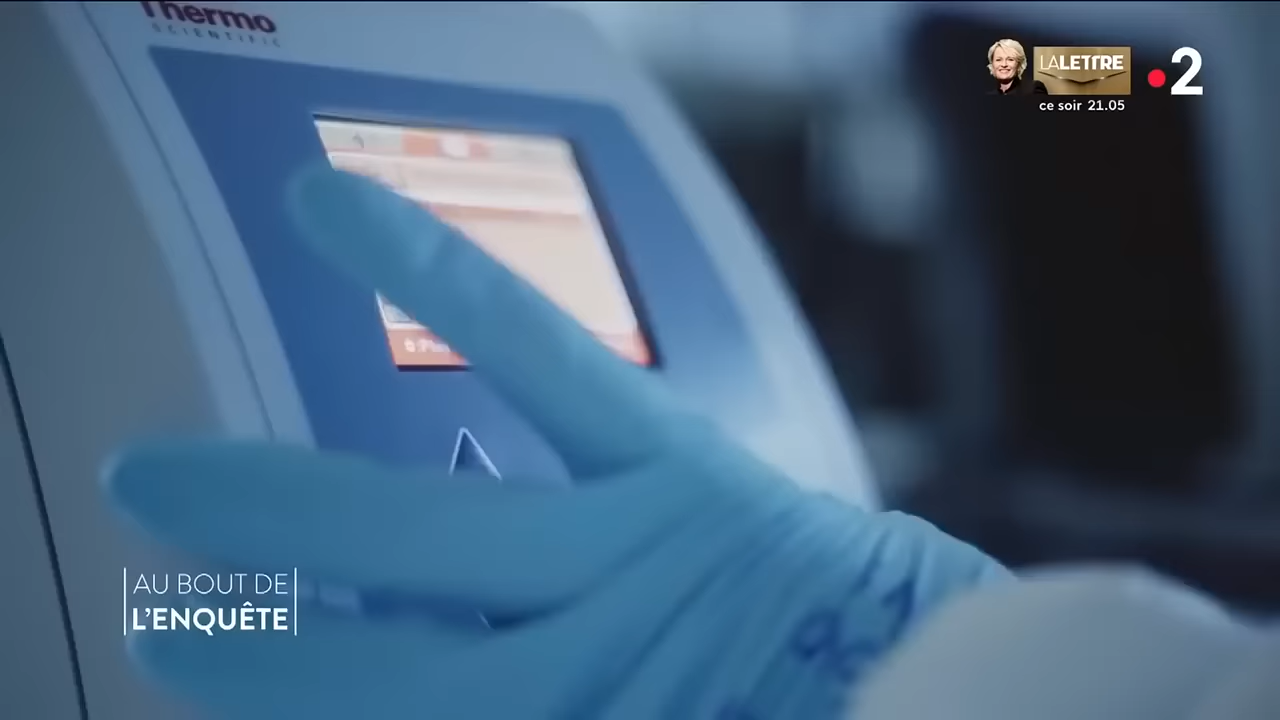 Thermo
SCIENTIFIC
LALETTRE
ce soir 21.05
2
AU BOUT DE
L'ENQUÊTE